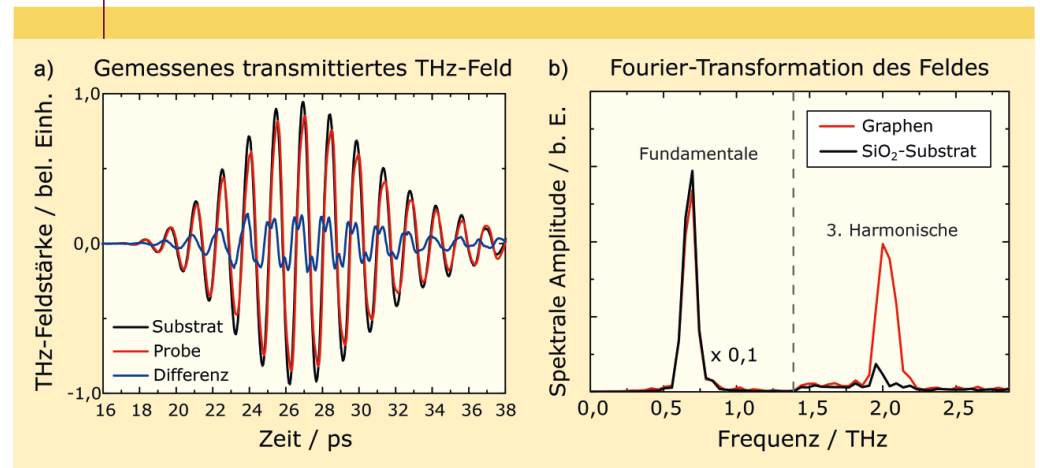 a) Gemessenes transmittiertes THz-Feld
THz-Feldstärke / bel. Einh.
1,0
0,0
-1,0
Substrat
Probe
Differenz
16 18 20 22 24 26 28 30 32 34 36 38
Zeit / ps
b) Fourier-Transformation des Feldes
Spektrale Amplitude / b. E.
Graphen
SiO₂-Substrat
Fundamentale
3. Harmonische
x 0,1
0,0 0,5 1,0 1,5 2,0 2,5
Frequenz / THz